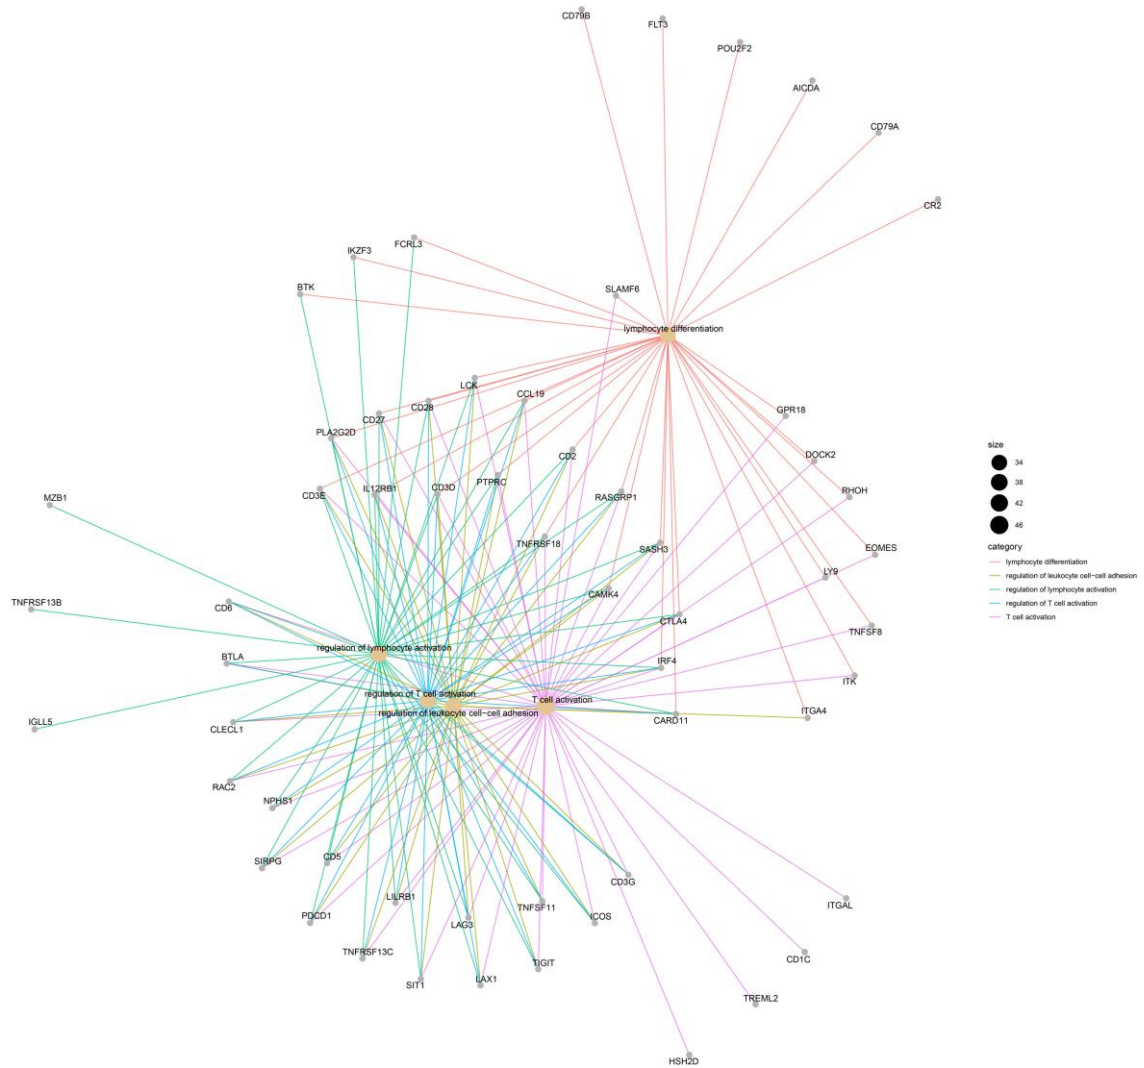 CD79B
FLT3
POU2F2
AICDA
CD79A
CR2
FCRL3
IKZF3
BTK
SLAMF6
lymphocyte differentiation
LCK
CCL19
CD28
CD27
GPR18
PLA2G2D
CD2
DOCK2
PTPRC
CD3E
IL12RB1
CD3D
RASGRP1
RHOH
MZB1
TNFRSF18
SASH3
EOMES
LY9
CAMK4
TNFRSF13B
CD6
CTLA4
TNFSF8
regulation of lymphocyte activation
BTLA
IRF4
ITK
regulation of T cell activation
T cell activation
regulation of leukocyte cell−cell adhesion
CARD11
ITGA4
IGLL5
CLECL1
RAC2
NPHS1
SIRPG
CD5
CD3G
LILRB1
TNFSF11
ITGAL
PDCD1
LAG3
ICOS
TNFRSF13C
TIGIT
CD1C
SIT1
LAX1
TREML2
HSH2D
size
34
38
42
46
category
lymphocyte differentiation
regulation of leukocyte cell−cell adhesion
regulation of lymphocyte activation
regulation of T cell activation
T cell activation